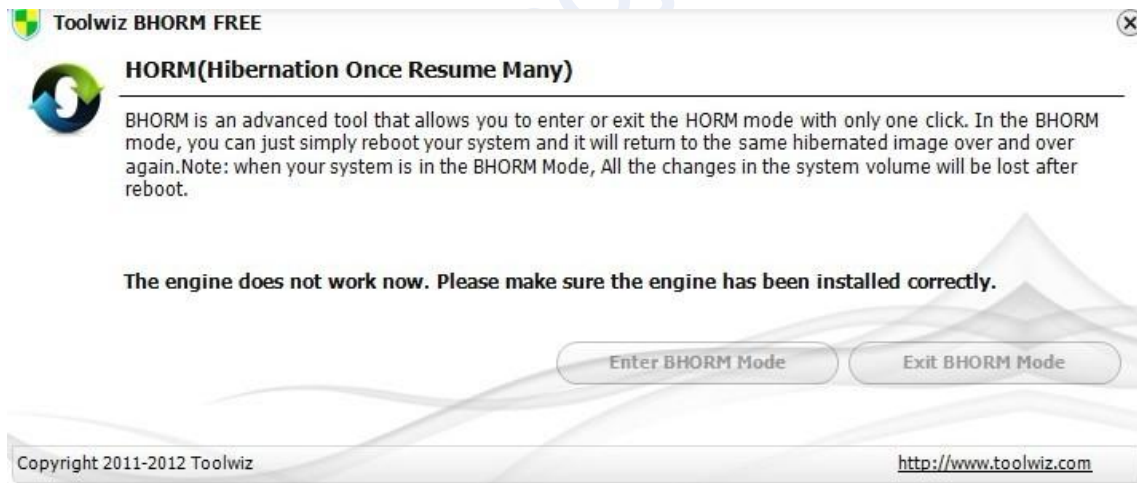 Toolwiz BHORM FREE
HORM(Hibernation Once Resume Many)
BHORM is an advanced tool that allows you to enter or exit the HORM mode with only one click. In the BHORM
mode, you can just simply reboot your system and it will return to the same hibernated image over and over
again.Note: when your system is in the BHORM Mode, All the changes in the system volume will be lost after
reboot.
The engine does not work now. Please make sure the engine has been installed correctly.
Enter BHORM Mode Exit BHORM Mode
Copyright 2011-2012 Toolwiz http://www.toolwiz.com